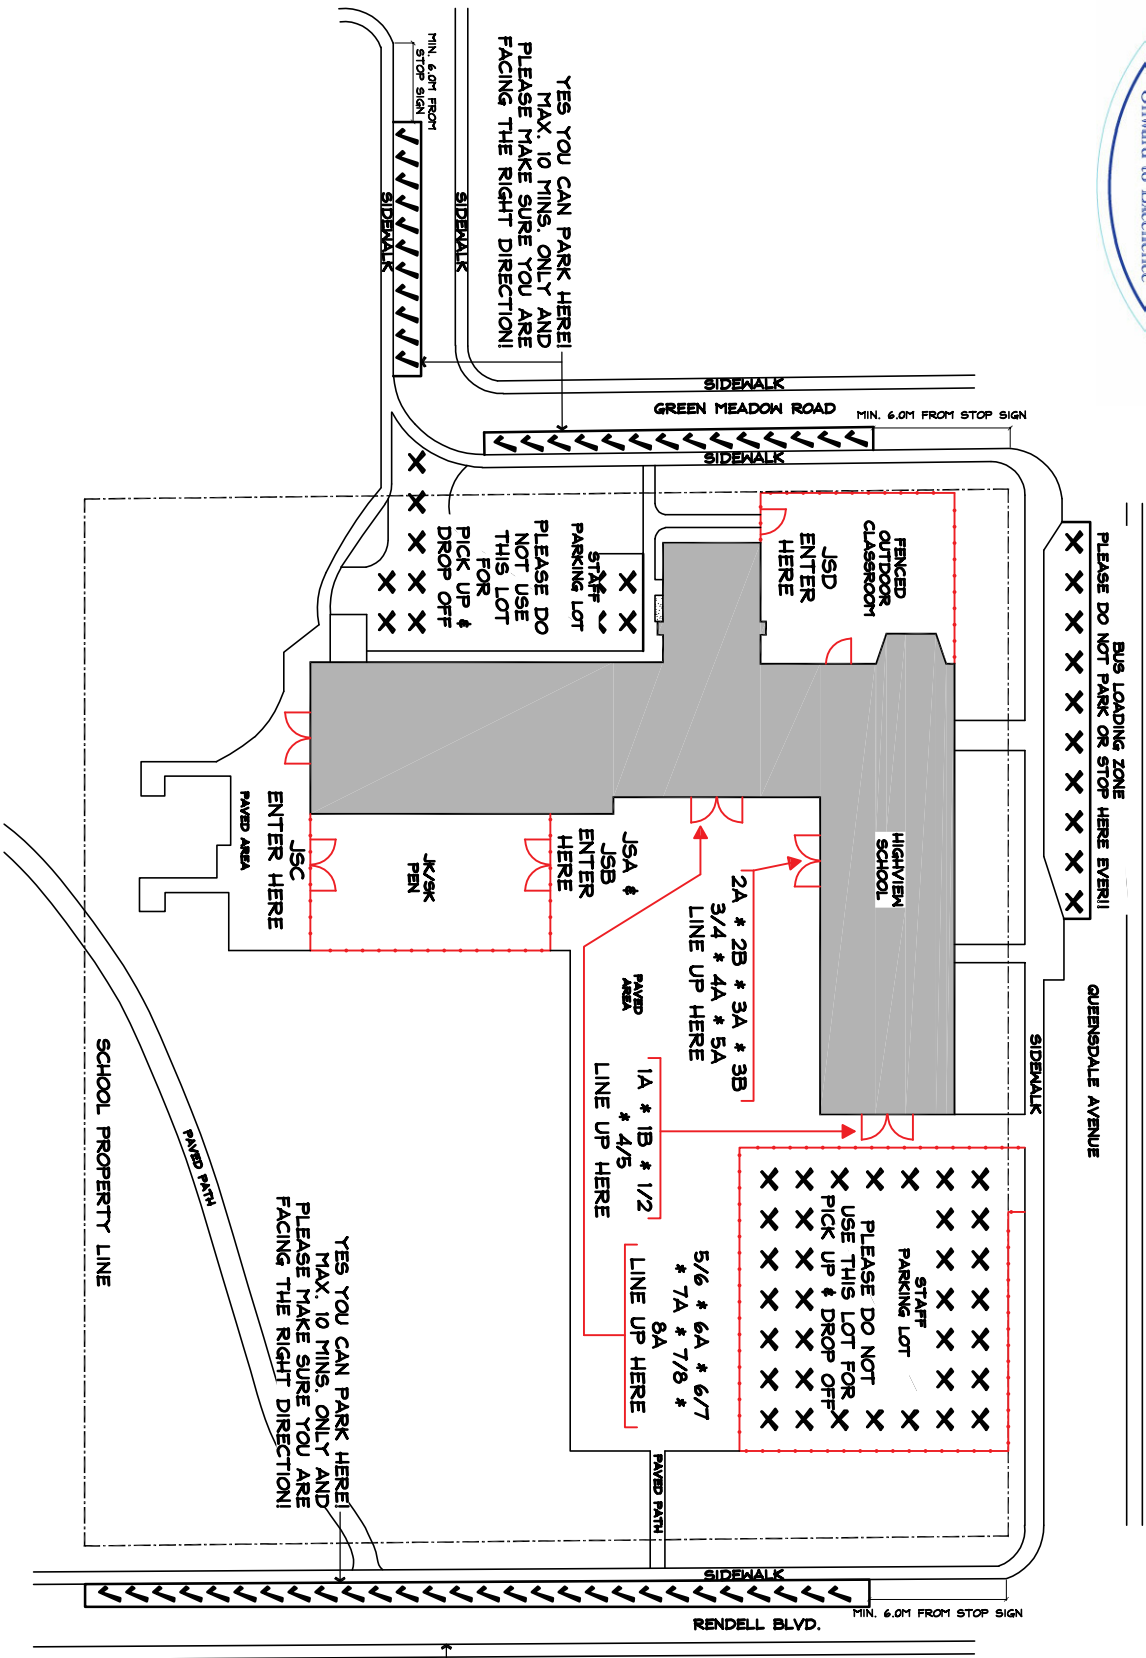 Onward to Excellence
QUEENSDALE AVENUE
BUS LOADING ZONE
PLEASE DO NOT PARK OR STOP HERE EVER!!
SIDEWALK
MIN. 6.0M FROM STOP SIGN
GREEN MEADOW ROAD
SIDEWALK
SIDEWALK
YES YOU CAN PARK HERE!
MAX. 10 MINS. ONLY AND
PLEASE MAKE SURE YOU ARE
FACING THE RIGHT DIRECTION!
MIN. 6.0M FROM
STOP SIGN
SIDEWALK
SIDEWALK
FENCED
OUTDOOR
CLASSROOM
JSD
ENTER
HERE
STAFF
PARKING LOT
PLEASE DO
NOT USE
THIS LOT
FOR
PICK UP &
DROP OFF
HIGHVIEW
SCHOOL
JSA &
JSB
ENTER
HERE
JK/SK
PEN
JSC
ENTER HERE
PAVED AREA
2A * 2B * 3A * 3B
3/4 * 4A * 5A
LINE UP HERE
PAVED
AREA
1A * 1B * 1/2
* 4/5
LINE UP HERE
5/6 * 6A * 6/7
* 7A * 7/8 *
8A
LINE UP HERE
STAFF
PARKING LOT
PLEASE DO NOT
USE THIS LOT FOR
PICK UP & DROP OFF
PAVED PATH
SCHOOL PROPERTY LINE
PAVED PATH
YES YOU CAN PARK HERE!
MAX. 10 MINS. ONLY AND
PLEASE MAKE SURE YOU ARE
FACING THE RIGHT DIRECTION!
SIDEWALK
MIN. 6.0M FROM STOP SIGN
RENDELL BLVD.